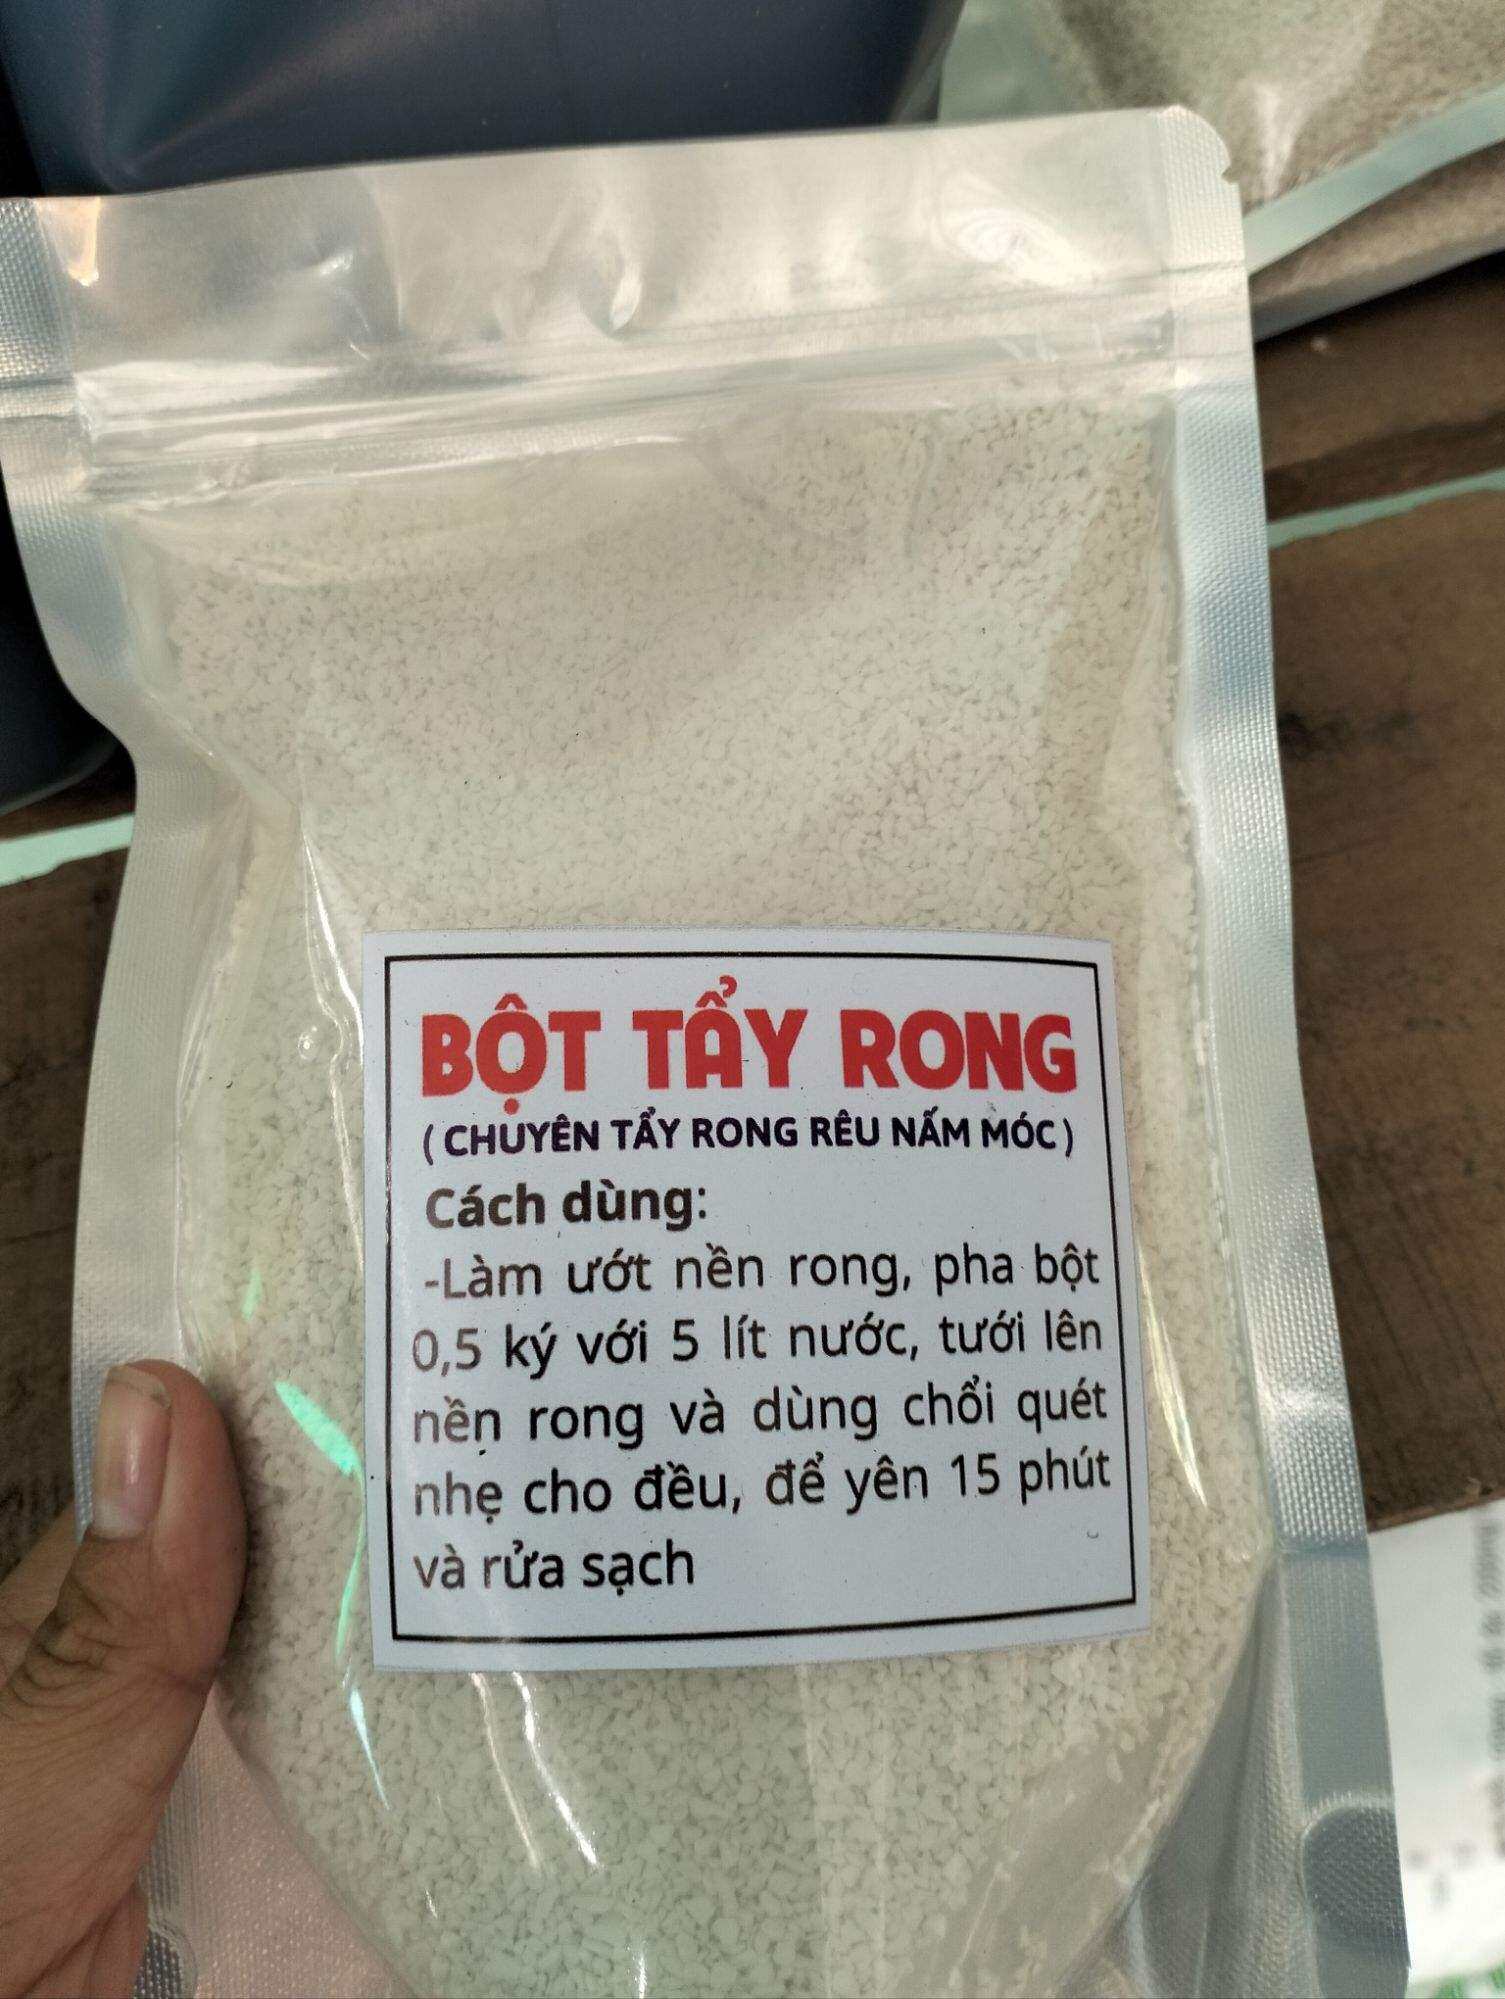 BỘT TẨY RONG
( CHUYÊN TẨY RONG RÊU NẤM MÓC )
Cách dùng:
-Làm ướt nền rong, pha bột
0,5 ký với 5 lít nước, tưới lên
nền rong và dùng chổi quét
nhẹ cho đều, để yên 15 phút
và rửa sạch